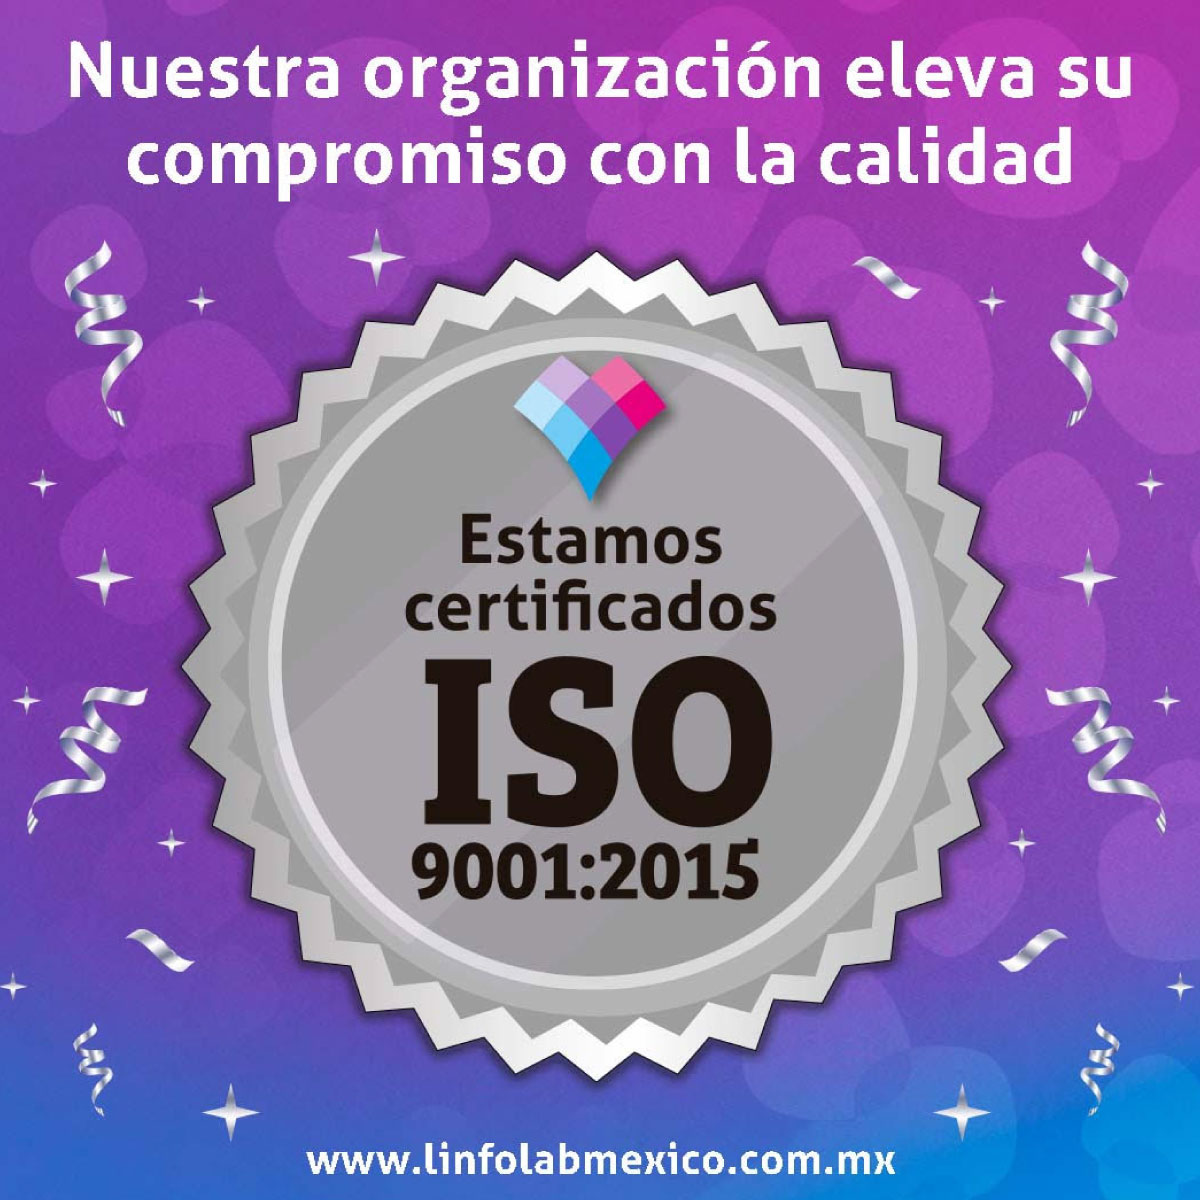 Nuestra organización eleva su
compromiso con la calidad
Estamos
certificados
ISO
9001:2015
www.linfolabmexico.com.mx